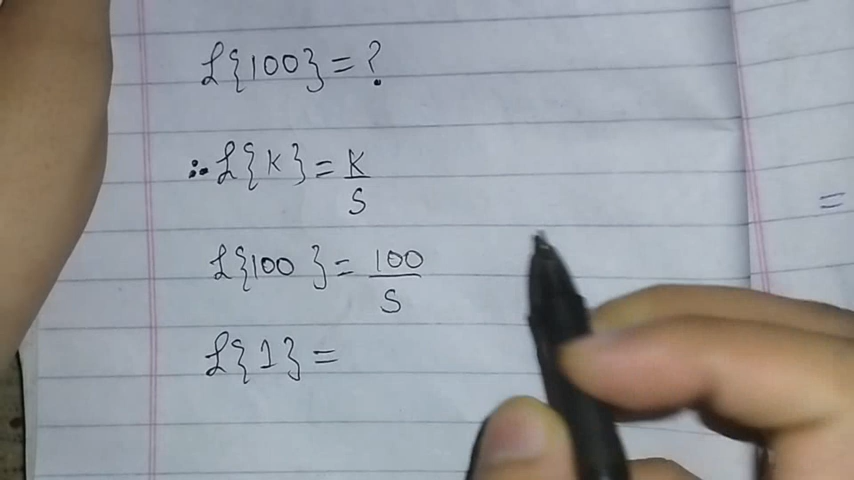 ℒ{100} = ?
∴ ℒ{K} = K/S
ℒ{100} = 100/S
ℒ{1} =
=